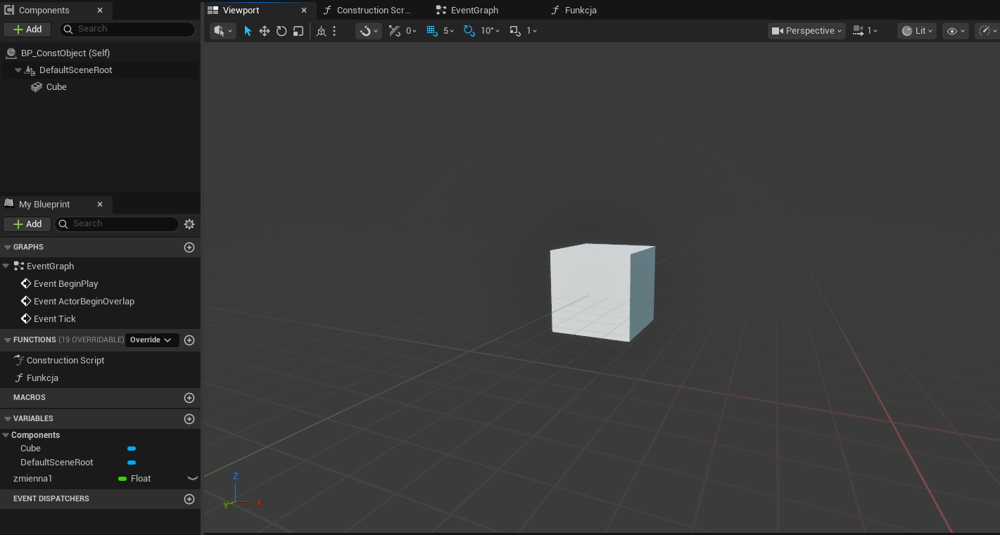 Components
Add
Search
BP_ConstObject (Self)
DefaultSceneRoot
Cube
My Blueprint
Add
Search
GRAPHS
EventGraph
Event BeginPlay
Event ActorBeginOverlap
Event Tick
FUNCTIONS (19 OVERRIDABLE) Override
Construction Script
Funkcja
MACROS
VARIABLES
Components
Cube
DefaultSceneRoot
zmienna1 Float
EVENT DISPATCHERS
Viewport Construction Scr... EventGraph Funkcja
0 5 10° 1 Perspective 1 Lit
Z
Y X